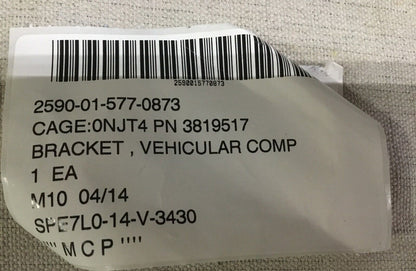 2590015770873
2590-01-577-0873
CAGE:0NJT4 PN 3819517
BRACKET , VEHICULAR COMP
1 EA
M10 04/14
SPE7L0-14-V-3430
"" M C P """